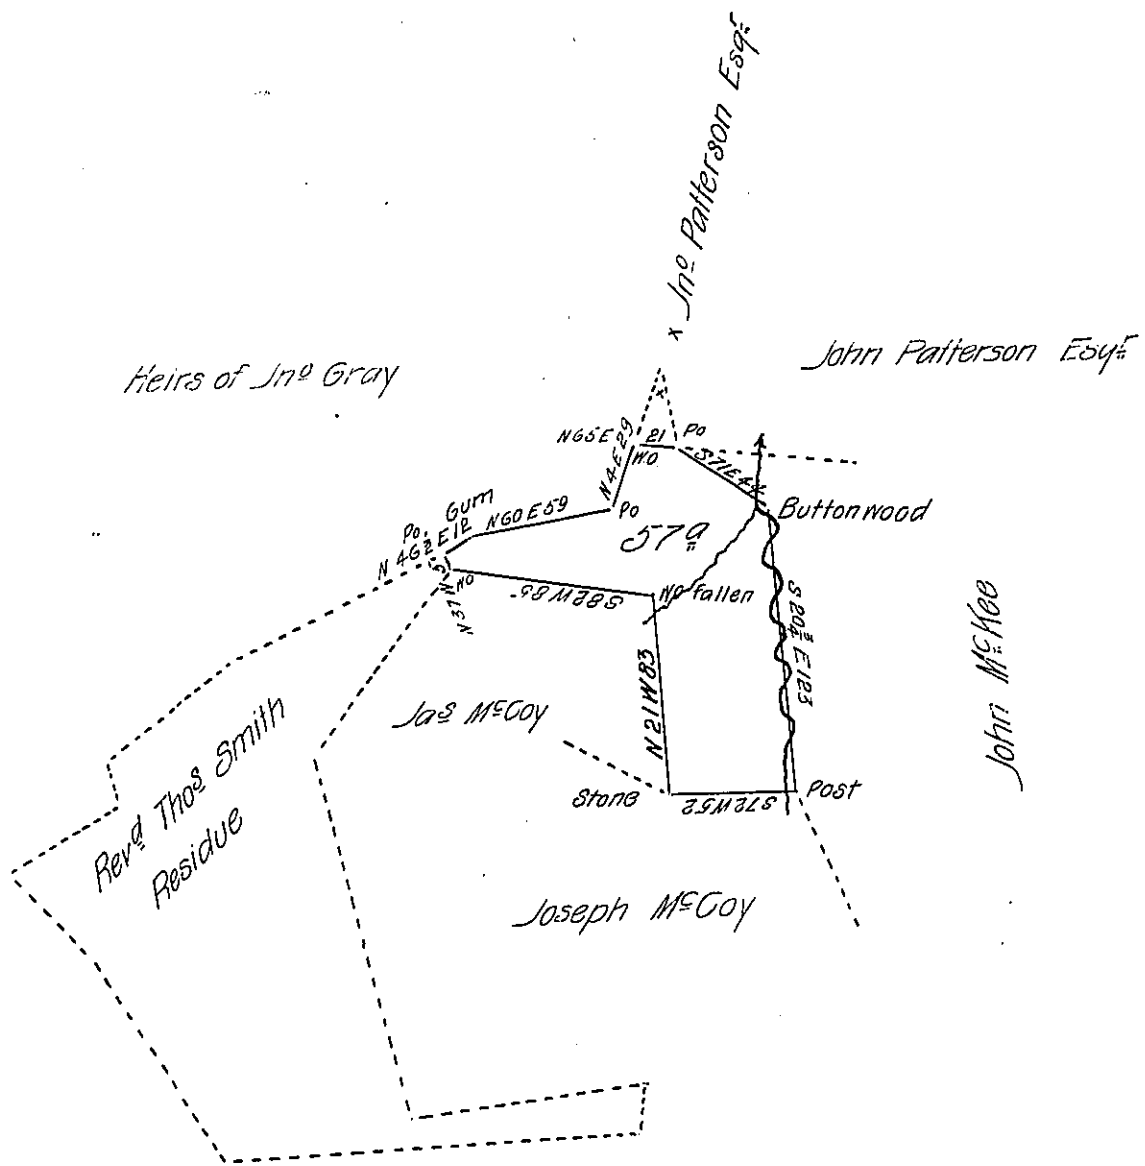 Jnº Patterson Esqr
x
John Patterson Esqr
Heirs of Jnº Gray
x
N65E 21 Po
WO
N4E29
S71E44
Gum
N60E59
Po
Buttonwood
Po.
N46½E12
57a
N37W5
WO
S82W85
WO fallen
S20¾E123
John McKee
N21W83
Jas McCoy
Revd Thos Smith
Residue
Stone
S72W52
Post
Joseph McCoy